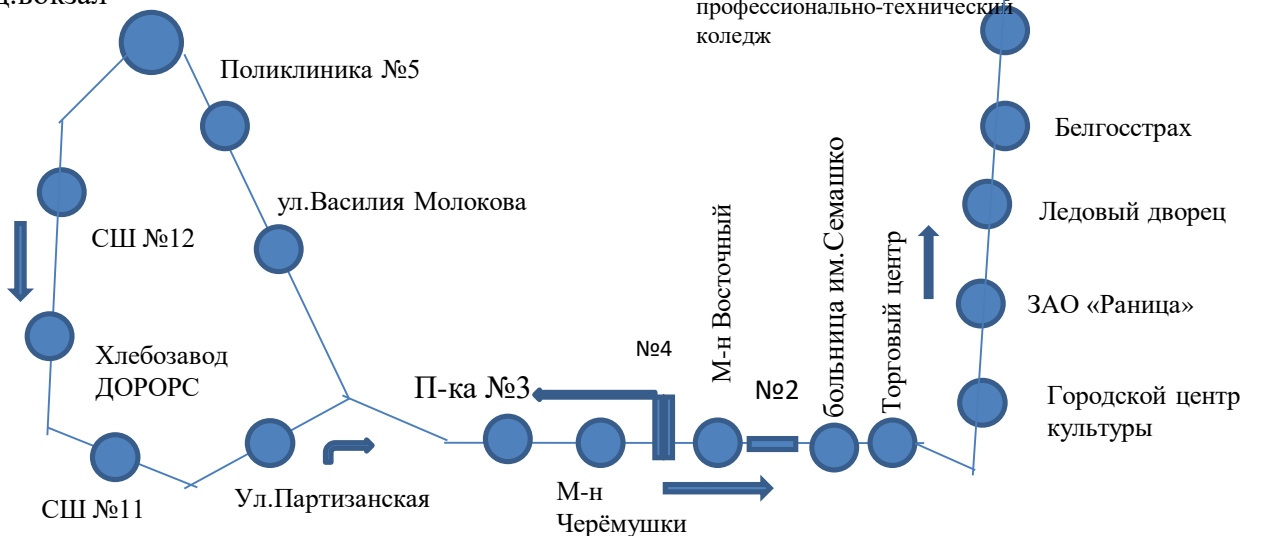 профессионально-технический
коледж
Поликлиника №5
Белгосстрах
ул.Василия Молокова
Ледовый дворец
СШ №12
М-н Восточный
больница им.Семашко
Торговый центр
ЗАО «Раница»
Хлебозавод
ДОРОРС
№4
П-ка №3
№2
Городской центр
культуры
СШ №11
Ул.Партизанская
М-н
Черёмушки